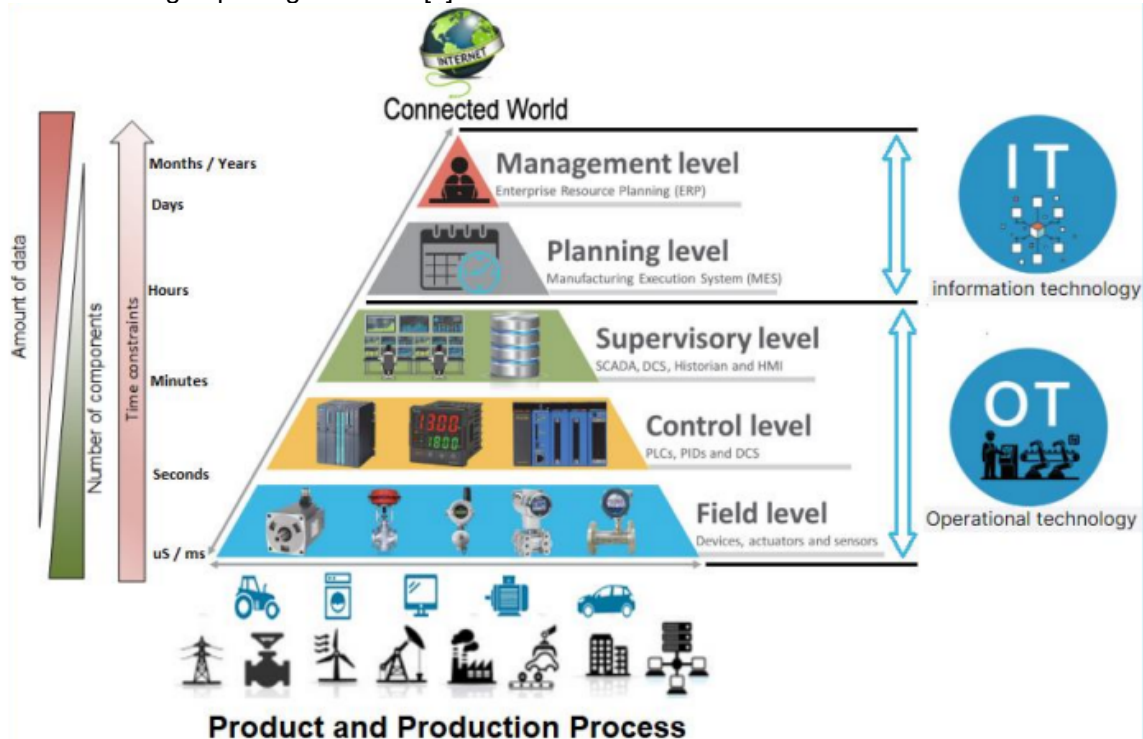 INTERNET
Connected World
Months / Years
Management level
Enterprise Resource Planning (ERP)
Days
Planning level
Manufacturing Execution System (MES)
Hours
Supervisory level
SCADA, DCS, Historian and HMI
Minutes
Control level
PLCs, PIDs and DCS
Seconds
Field level
Devices, actuators and sensors
uS / ms
Amount of data
Number of components
Time constraints
1300
1800
IT
information technology
OT
Operational technology
Product and Production Process